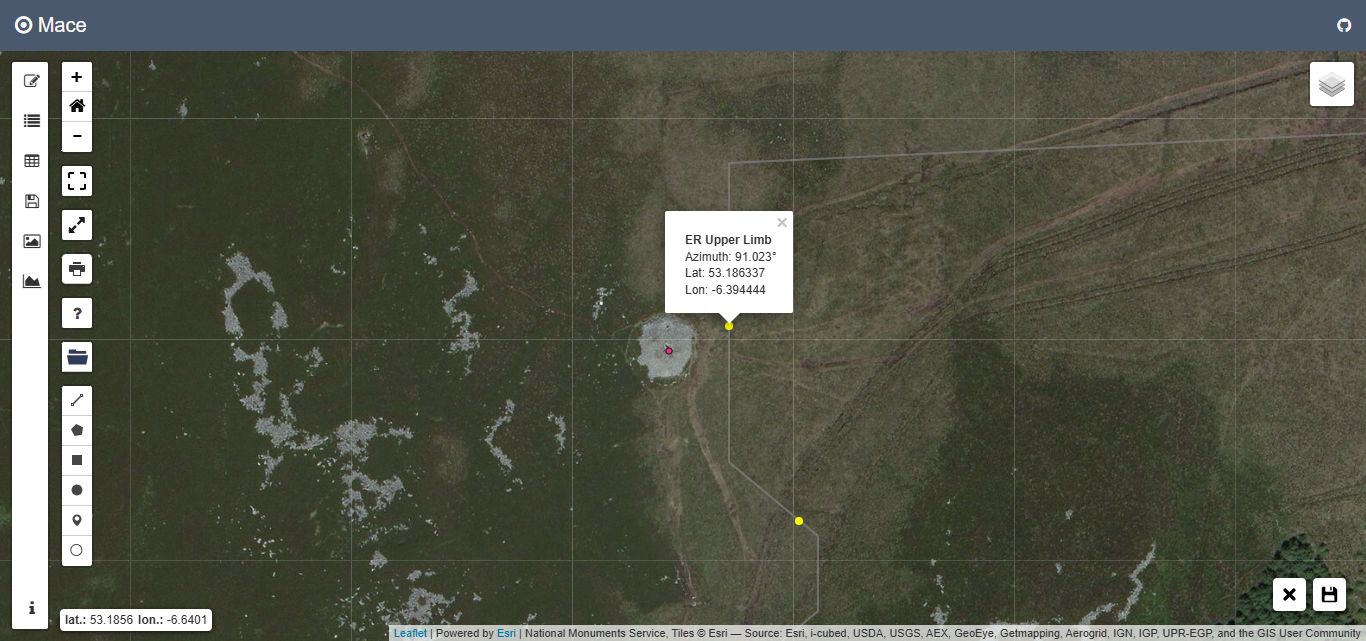 Mace
ER Upper Limb
Azimuth: 91.023°
Lat: 53.186337
Lon: -6.394444
lat.: 53.1856 lon.: -6.6401
Leaflet | Powered by Esri | National Monuments Service, Tiles © Esri — Source: Esri, i-cubed, USDA, USGS, AEX, GeoEye, Getmapping, Aerogrid, IGN, IGP, UPR-EGP, and the GIS User Community